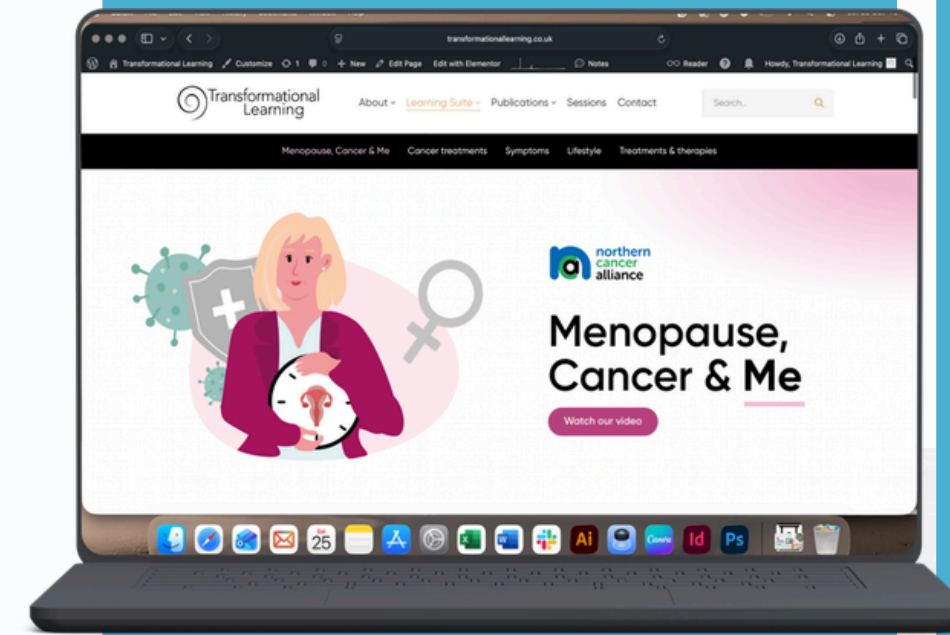 transformationallearning.co.uk
Transformational Learning Customize 1 0 New Edit Page Edit with Elementor Notes Reader Howdy, Transformational Learning
Transformational
Learning
About Learning Suite Publications Sessions Contact Search...
Menopause, Cancer & Me Cancer treatments Symptoms Lifestyle Treatments & therapies
northern
cancer
alliance
Menopause,
Cancer & Me
Watch our video
25
Ai Canva Id Ps